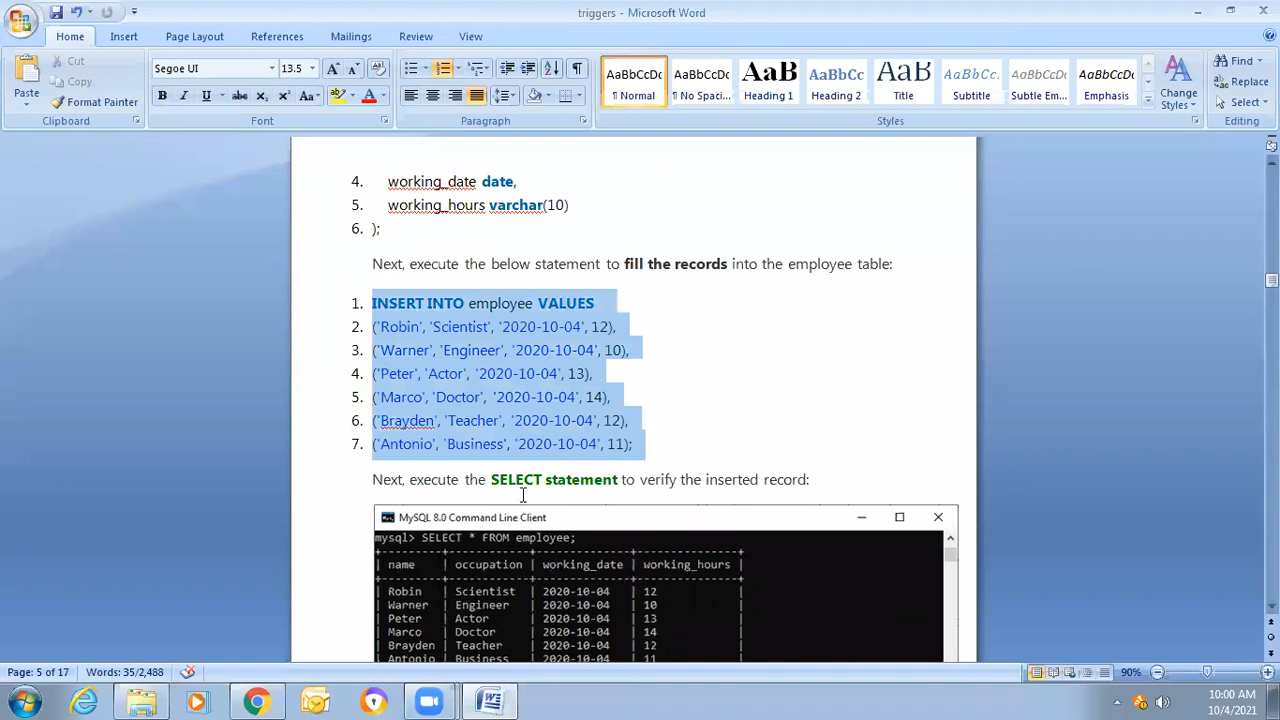 triggers - Microsoft Word
Home Insert Page Layout References Mailings Review View
Paste Cut Copy Format Painter Clipboard
Segoe UI 13.5 Font
Paragraph
AaBbCcDc ¶ Normal AaBbCcDc ¶ No Spaci... AaB Heading 1 AaBbCc Heading 2 AaB Title AaBbCcI Subtitle AaBbCcDc Subtle Em... AaBbCcDc Emphasis Change Styles Styles
Find Replace Select Editing
4. working_date date,
5. working_hours varchar(10)
6. );
Next, execute the below statement to fill the records into the employee table:
1. INSERT INTO employee VALUES
2. ('Robin', 'Scientist', '2020-10-04', 12),
3. ('Warner', 'Engineer', '2020-10-04', 10),
4. ('Peter', 'Actor', '2020-10-04', 13),
5. ('Marco', 'Doctor', '2020-10-04', 14),
6. ('Brayden', 'Teacher', '2020-10-04', 12),
7. ('Antonio', 'Business', '2020-10-04', 11);
Next, execute the SELECT statement to verify the inserted record:
MySQL 8.0 Command Line Client
mysql> SELECT * FROM employee;
| name | occupation | working_date | working_hours |
| Robin | Scientist | 2020-10-04 | 12 |
| Warner | Engineer | 2020-10-04 | 10 |
| Peter | Actor | 2020-10-04 | 13 |
| Marco | Doctor | 2020-10-04 | 14 |
| Brayden | Teacher | 2020-10-04 | 12 |
| Antonio | Business | 2020-10-04 | 11 |
Page: 5 of 17 Words: 35/2,488 90%
10:00 AM
10/4/2021